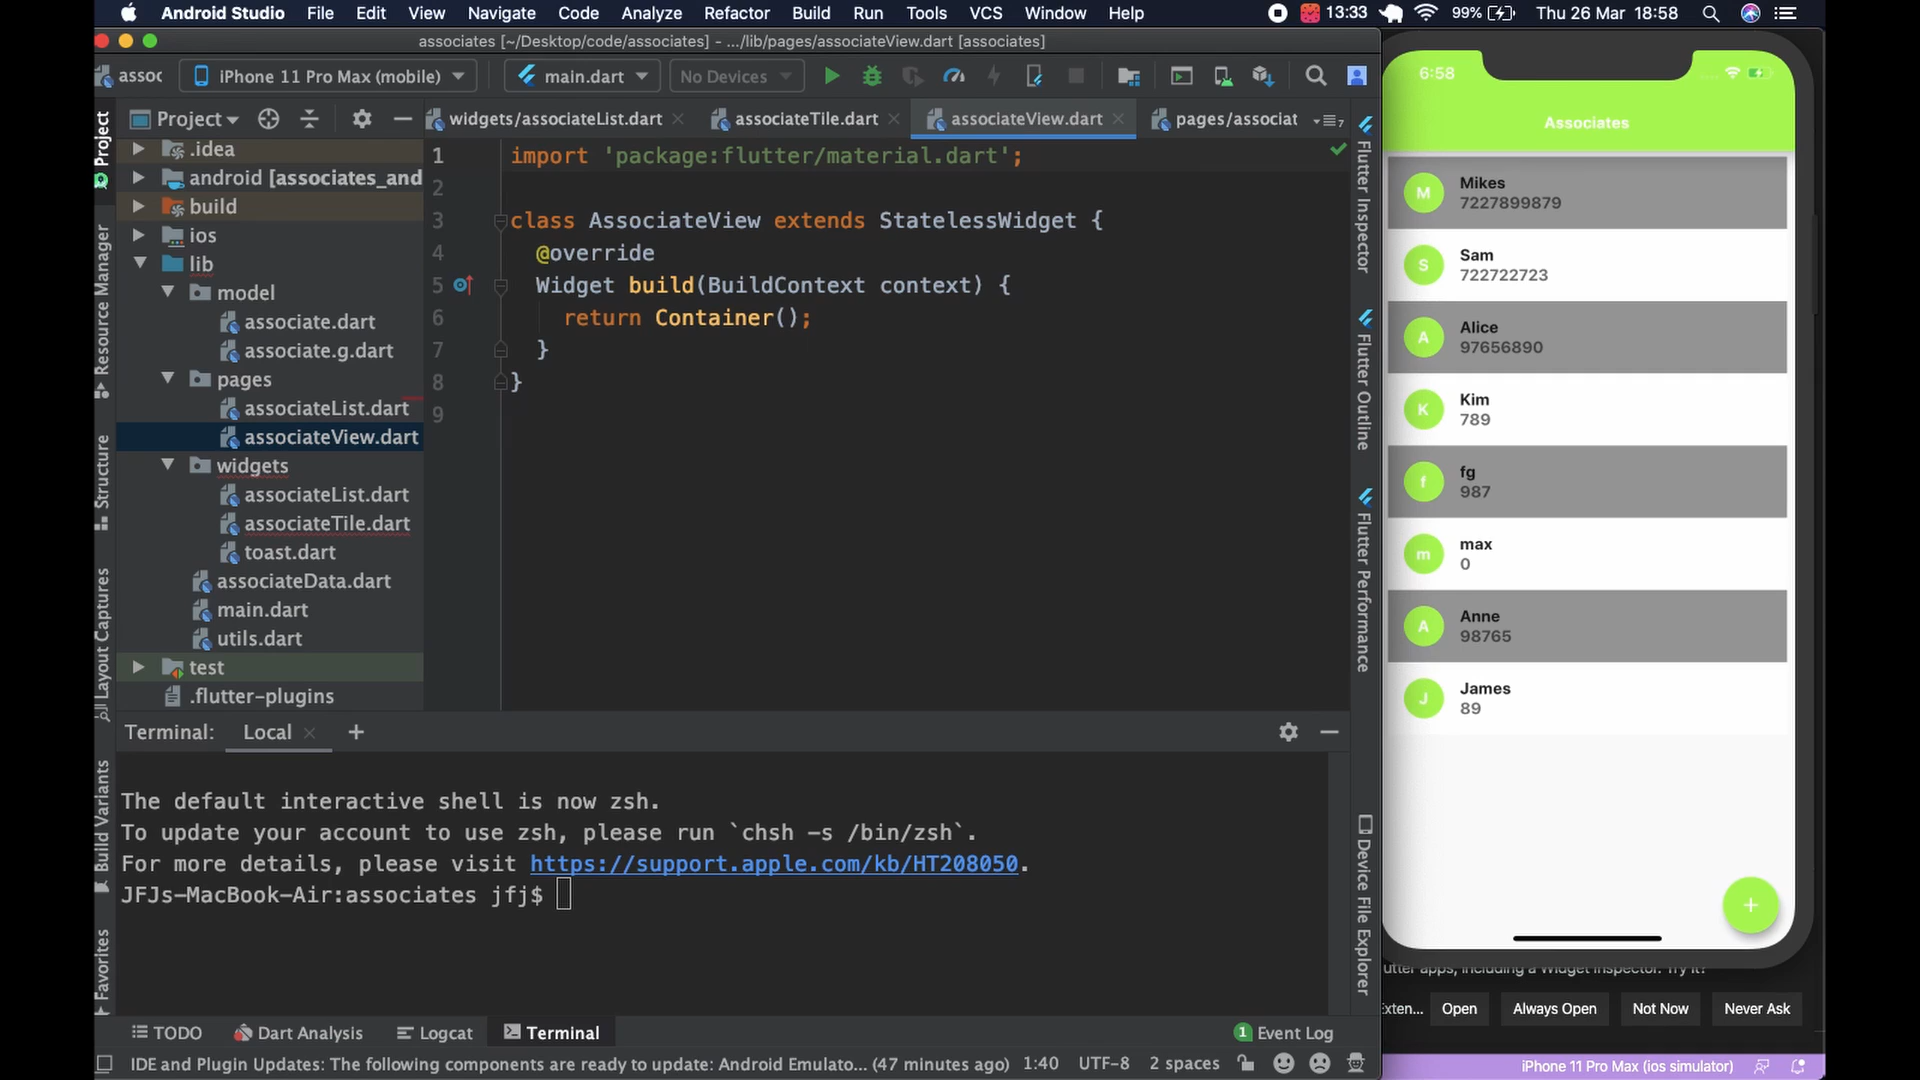 Android Studio File Edit View Navigate Code Analyze Refactor Build Run Tools VCS Window Help 13:33 99% Thu 26 Mar 18:58
associates [~/Desktop/code/associates] - .../lib/pages/associateView.dart [associates]
assoc iPhone 11 Pro Max (mobile) main.dart No Devices
Project widgets/associateList.dart associateTile.dart associateView.dart pages/associat 7
.idea
android [associates_and
build
ios
lib
model
associate.dart
associate.g.dart
pages
associateList.dart
associateView.dart
widgets
associateList.dart
associateTile.dart
toast.dart
associateData.dart
main.dart
utils.dart
test
.flutter-plugins
Project
Resource Manager
Structure
Layout Captures
Build Variants
Favorites
1 import 'package:flutter/material.dart';
2
3 class AssociateView extends StatelessWidget {
4 @override
5 Widget build(BuildContext context) {
6 return Container();
7 }
8 }
9
Flutter Inspector
Flutter Outline
Flutter Performance
Device File Explorer
Terminal: Local +
The default interactive shell is now zsh.
To update your account to use zsh, please run `chsh -s /bin/zsh`.
For more details, please visit https://support.apple.com/kb/HT208050.
JFJs-MacBook-Air:associates jfj$
TODO Dart Analysis Logcat Terminal 1 Event Log
IDE and Plugin Updates: The following components are ready to update: Android Emulato... (47 minutes ago) 1:40 UTF-8 2 spaces
6:58
Associates
M Mikes
7227899879
S Sam
722722723
A Alice
97656890
K Kim
789
f fg
987
m max
0
A Anne
98765
J James
89
+
utter apps, including a Widget Inspector. Try it?
Exten... Open Always Open Not Now Never Ask
iPhone 11 Pro Max (ios simulator)